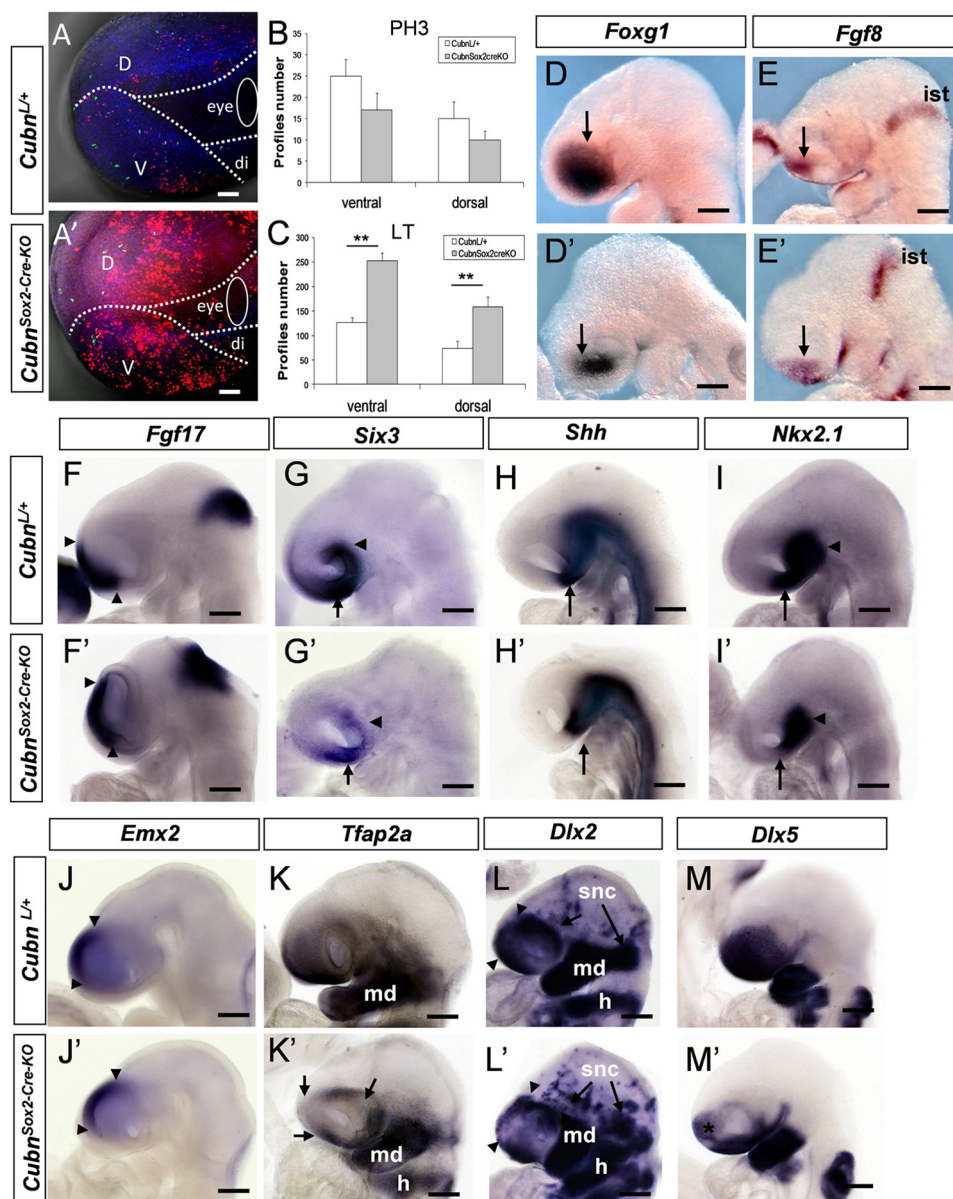 Cubn L/+
A
D
eye
V
di
B
PH3
Profiles number
40
35
30
25
20
15
10
5
0
CubnL/+
CubnSox2creKO
ventral
dorsal
Foxg1
Fgf8
D
E
ist
Cubn Sox2-Cre-KO
A'
D
eye
V
di
C
LT
Profiles number
300
250
200
150
100
50
0
CubnL/+
CubnSox2creKO
**
**
ventral
dorsal
D'
E'
ist
Fgf17
Six3
Shh
Nkx2.1
Cubn L/+
F
G
H
I
Cubn Sox2-Cre-KO
F'
G'
H'
I'
Emx2
Tfap2a
Dlx2
Dlx5
Cubn L/+
J
K
md
L
snc
md
h
M
Cubn Sox2-Cre-KO
J'
K'
md
h
L'
snc
md
h
M'
*